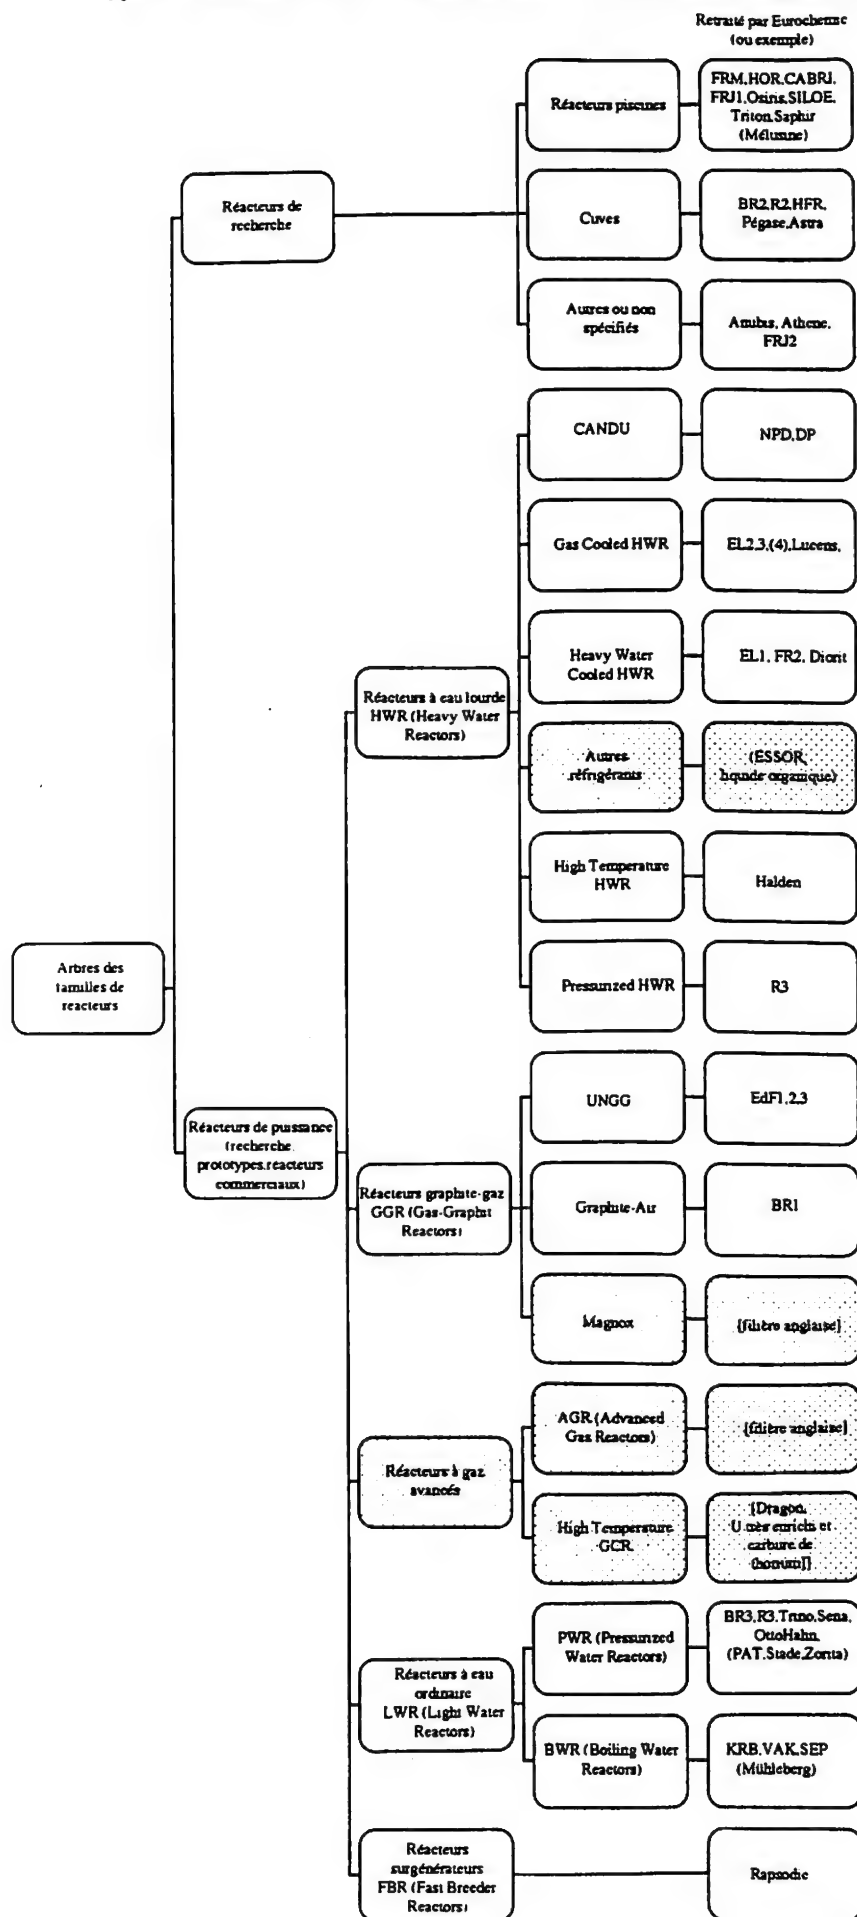 Retraité par Eurochemic
(ou exemple)
Réacteurs piscines
FRM,HOR,CABRI,
FRJ1,Osiris,SILOE,
Triton,Saphir
(Mélusine)
Réacteurs de
recherche
Cuves
BR2,R2,HFR,
Pégase,Astra
Autres ou non
spécifiés
Anubis, Athene,
FRJ2
CANDU
NPD,DP
Gas Cooled HWR
EL2,3,(4),Lucens,
Heavy Water
Cooled HWR
EL1, FR2, Diorit
Réacteurs à eau lourde
HWR (Heavy Water
Reactors)
Autres
réfrigérants
(ESSOR,
liquide organique)
High Temperature
HWR
Halden
Arbres des
familles de
reacteurs
Pressurized HWR
R3
UNGG
EdF1,2,3
Réacteurs de puissance
(recherche,
prototypes,réacteurs
commerciaux)
Réacteurs graphite-gaz
GGR (Gas-Graphit
Reactors)
Graphite-Air
BR1
Magnox
[filière anglaise]
AGR (Advanced
Gas Reactors)
[filière anglaise]
Réacteurs à gaz
avancés
High Temperature
GCR
[Dragon,
U très enrichi et
carbure de
thorium]]
PWR (Pressurized
Water Reactors)
BR3,R3,Trino,Sena,
OttoHahn,
(PAT,Stade,Zorita)
Réacteurs à eau
ordinaire
LWR (Light Water
Reactors)
BWR (Boiling Water
Reactors)
KRB,VAK,SEP
(Mühleberg)
Réacteurs
surgénérateurs
FBR (Fast Breeder
Reactors)
Rapsodie